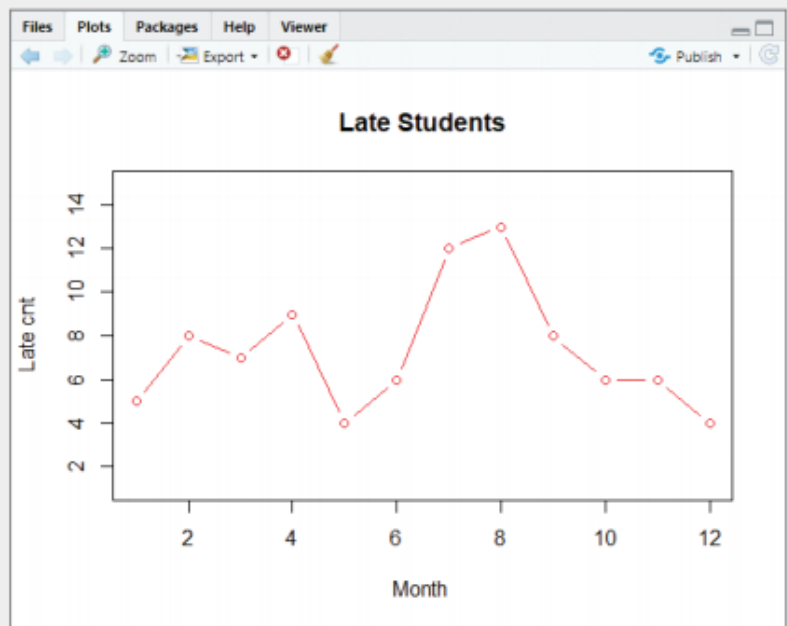 Files Plots Packages Help Viewer
Zoom Export Publish
Late Students
14
12
10
8
6
4
2
Late cnt
2 4 6 8 10 12
Month